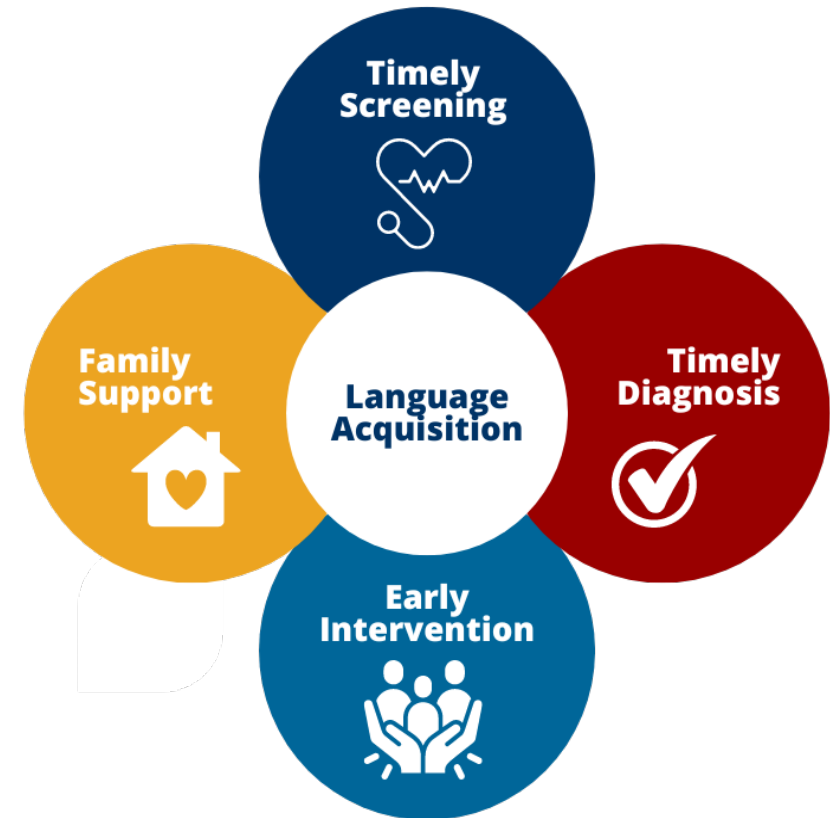 Timely
Screening
Family
Support
Language
Acquisition
Timely
Diagnosis
Early
Intervention